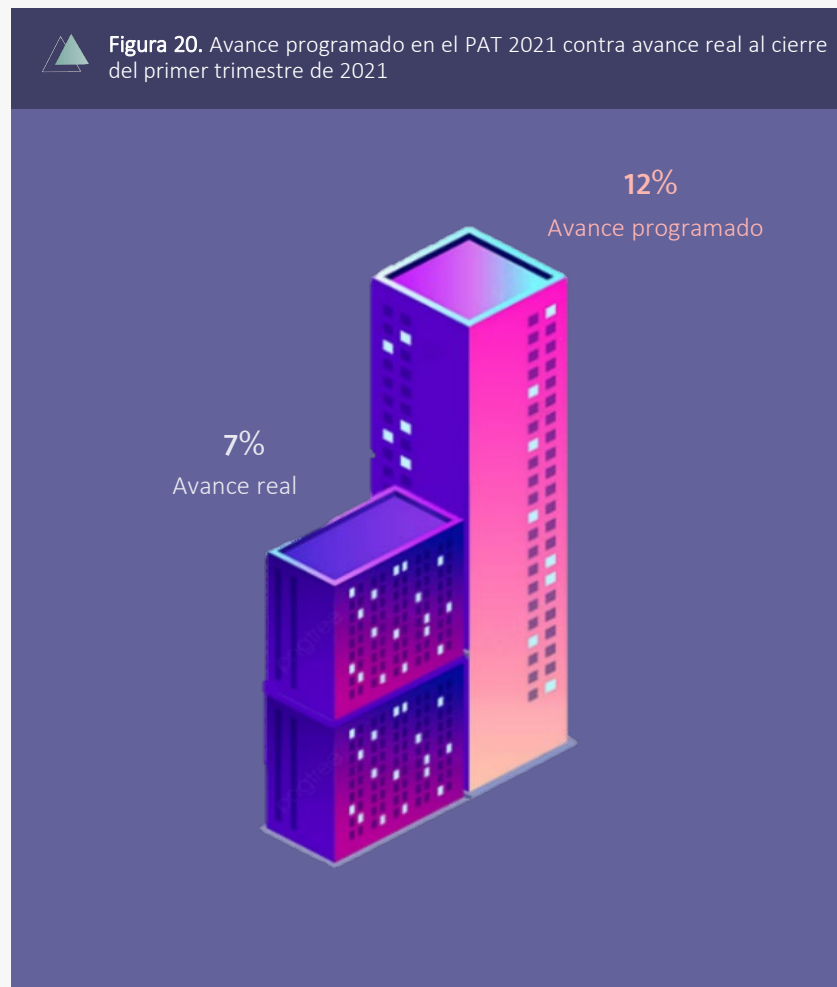 Figura 20. Avance programado en el PAT 2021 contra avance real al cierre
del primer trimestre de 2021
12%
Avance programado
7%
Avance real